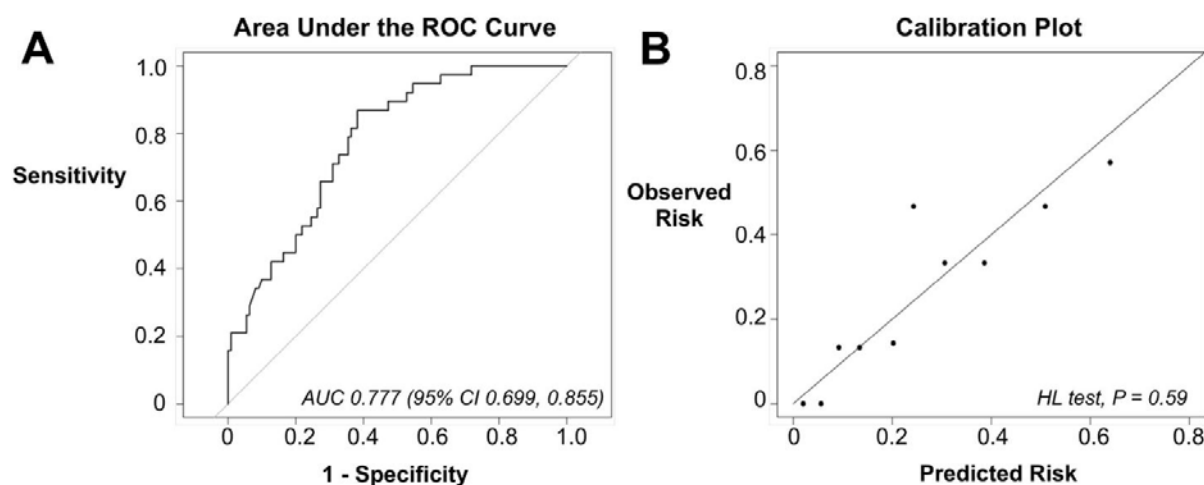 A
Area Under the ROC Curve
Sensitivity
1.0
0.8
0.6
0.4
0.2
0
AUC 0.777 (95% CI 0.699, 0.855)
0 0.2 0.4 0.6 0.8 1.0
1 - Specificity
B
Calibration Plot
Observed
Risk
0.8
0.6
0.4
0.2
0
HL test, P = 0.59
0 0.2 0.4 0.6 0.8
Predicted Risk